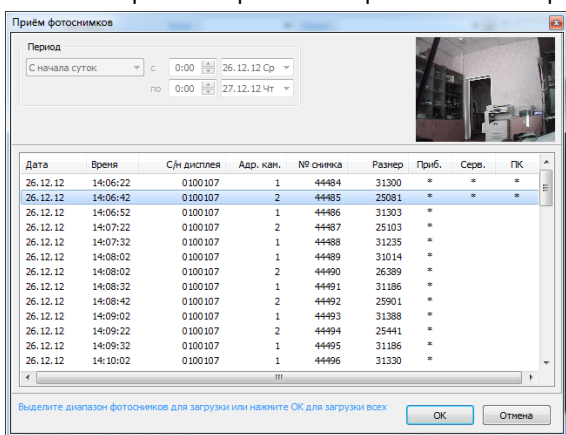 Приём фотоснимков
Период
С начала суток с 0:00 26.12.12 Ср
по 0:00 27.12.12 Чт
Дата Время С/н дисплея Адр. кам. № снимка Размер Приб. Серв. ПК
26.12.12 14:06:22 0100107 1 44484 31300 * * *
26.12.12 14:06:42 0100107 2 44485 25081 * * *
26.12.12 14:06:52 0100107 1 44486 31303 *
26.12.12 14:07:22 0100107 2 44487 25103 *
26.12.12 14:07:32 0100107 1 44488 31235 *
26.12.12 14:08:02 0100107 1 44489 31014 *
26.12.12 14:08:02 0100107 2 44490 26389 *
26.12.12 14:08:32 0100107 1 44491 31186 *
26.12.12 14:08:42 0100107 2 44492 25901 *
26.12.12 14:09:02 0100107 1 44493 31388 *
26.12.12 14:09:22 0100107 2 44494 25441 *
26.12.12 14:09:32 0100107 1 44495 31186 *
26.12.12 14:10:02 0100107 1 44496 31330 *
Выделите диапазон фотоснимков для загрузки или нажмите ОК для загрузки всех
ОК Отмена